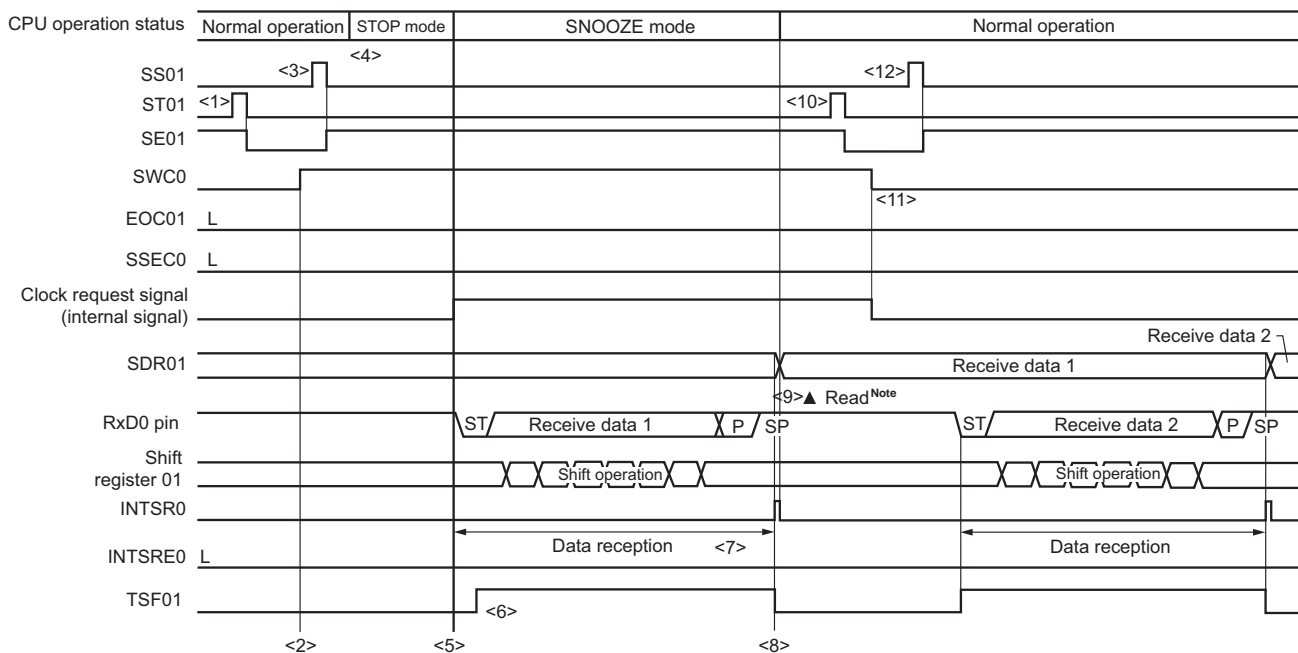 CPU operation status Normal operation STOP mode SNOOZE mode Normal operation
<4>
SS01 <3> <12>
ST01 <1> <10>
SE01
SWC0
<11>
EOC01 L
SSEC0 L
Clock request signal
(internal signal)
Receive data 2
SDR01 Receive data 1
<9>▲ Read Note
RxD0 pin ST Receive data 1 P SP ST Receive data 2 P SP
Shift
register 01 Shift operation Shift operation
INTSR0
Data reception <7> Data reception
INTSRE0 L
TSF01 <6>
<2> <5> <8>